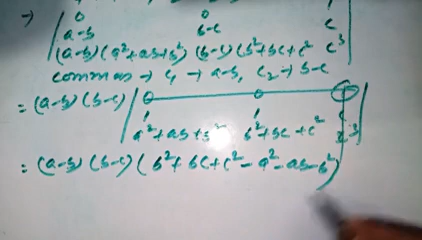 → | 0 0 1 |
| a-b b-c c |
| (a-b)(a²+ab+b²) (b-c)(b²+bc+c² c³ |
common → C₁ → a-b, C₂ → b-c
= (a-b)(b-c) | 0 0 1 |
| 1 1 c |
| a²+ab+b² b²+bc+c² c³ |
= (a-b)(b-c)(b²+bc+c²-a²-ab-b²)